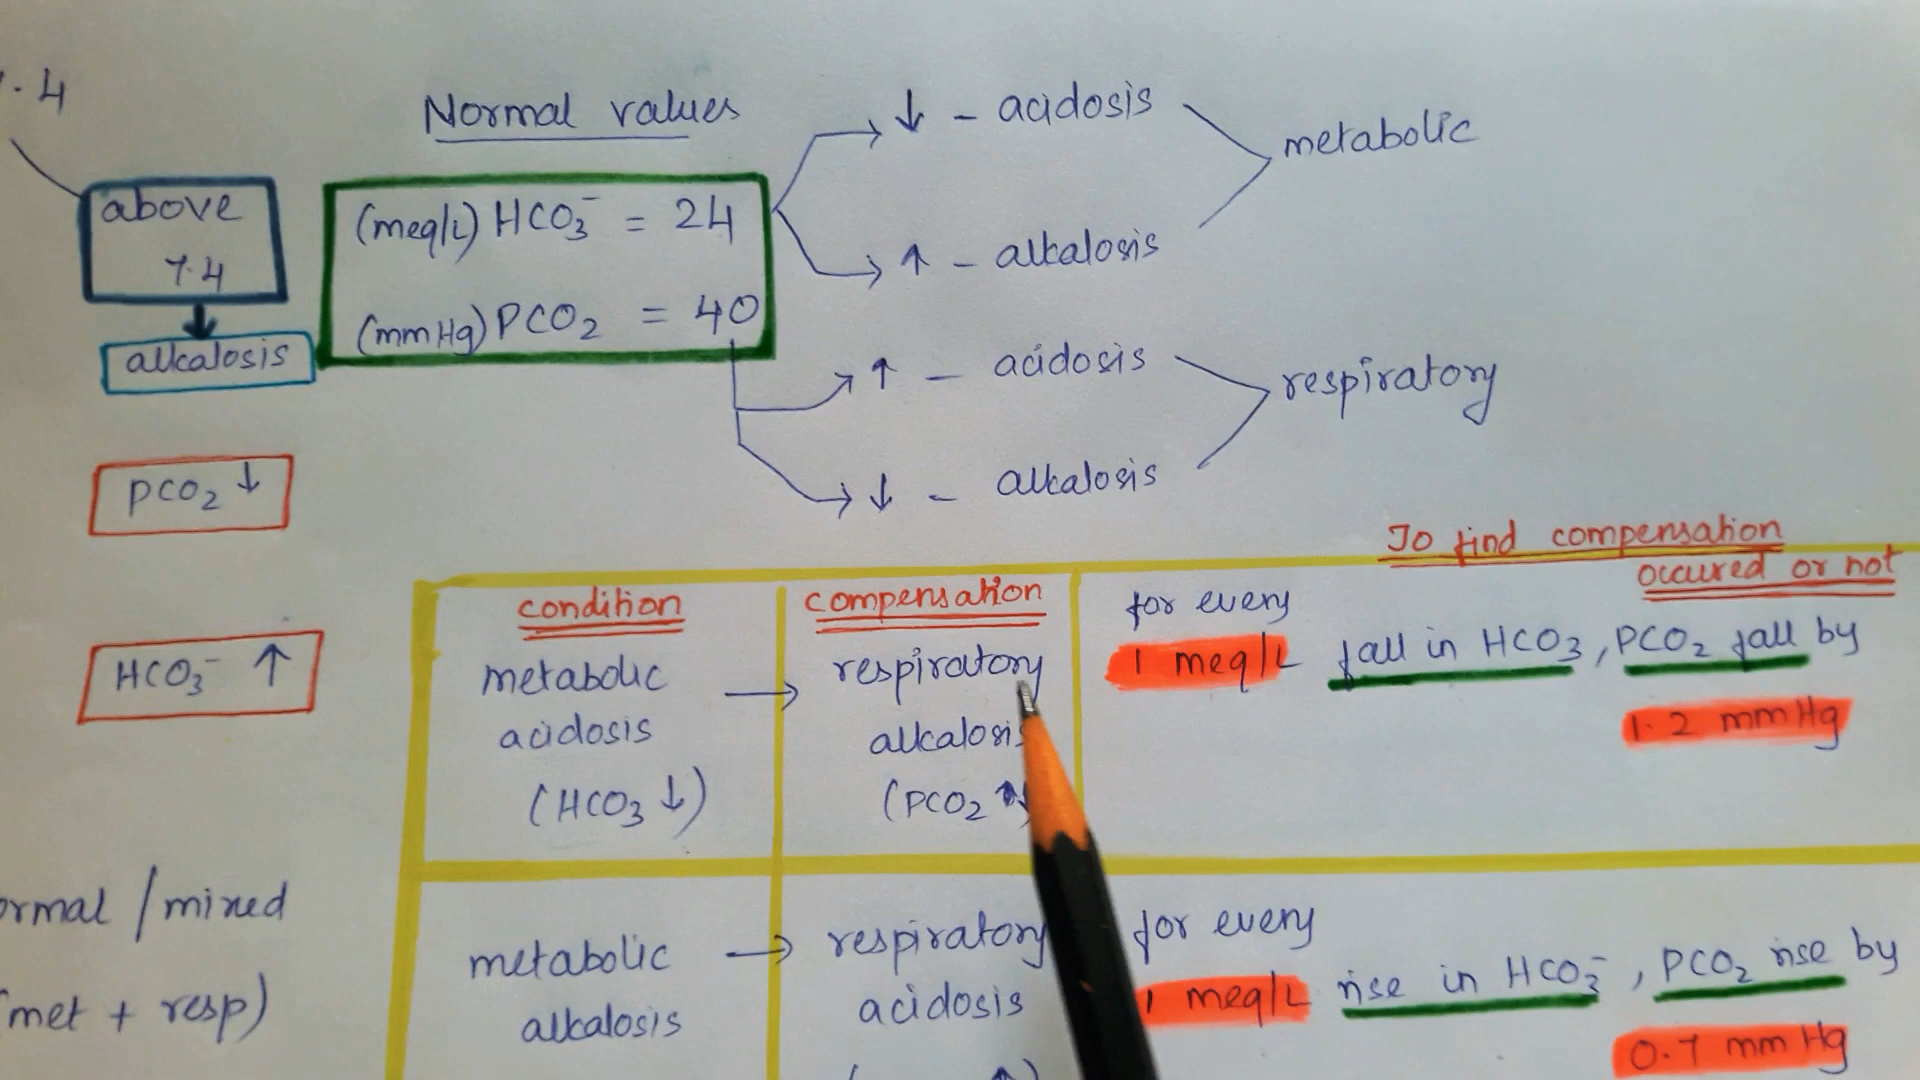 7.4
Normal values
above
7.4
alkalosis
(meq/L) HCO3⁻ = 24
(mmHg) PCO2 = 40
↓ - acidosis
↑ - alkalosis
metabolic
↑ - acidosis
↓ - alkalosis
respiratory
PCO2 ↓
HCO3⁻ ↑
To find compensation
occured or not
condition
metabolic
acidosis
(HCO3 ↓)
compensation
→ respiratory
alkalosis
(PCO2
for every
1 meq/L fall in HCO3, PCO2 fall by
1.2 mmHg
ormal / mixed
(met + resp)
metabolic
alkalosis
→ respiratory
acidosis
for every
1 meq/L rise in HCO3⁻, PCO2 rise by
0.7 mmHg